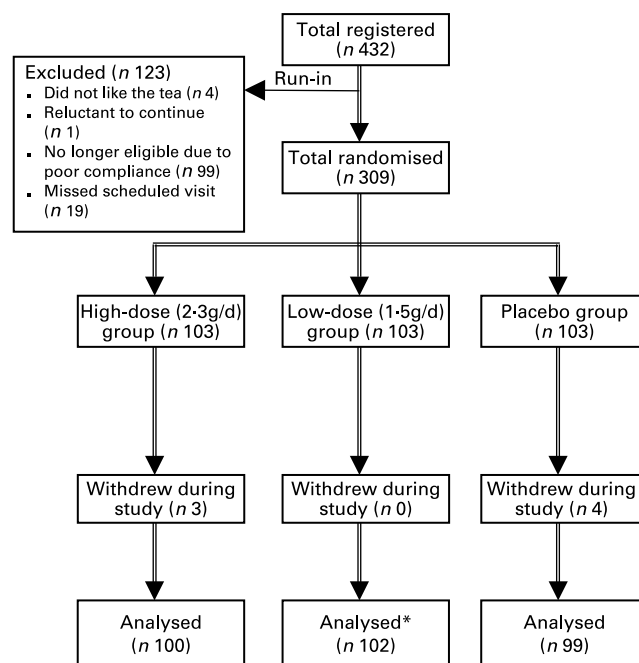 Total registered
(n 432)
Excluded (n 123)
▪ Did not like the tea (n 4)
▪ Reluctant to continue
(n 1)
▪ No longer eligible due to
poor compliance (n 99)
▪ Missed scheduled visit
(n 19)
Run-in
Total randomised
(n 309)
High-dose (2·3g/d)
group (n 103)
Low-dose (1·5g/d)
group (n 103)
Placebo group
(n 103)
Withdrew during
study (n 3)
Withdrew during
study (n 0)
Withdrew during
study (n 4)
Analysed
(n 100)
Analysed*
(n 102)
Analysed
(n 99)